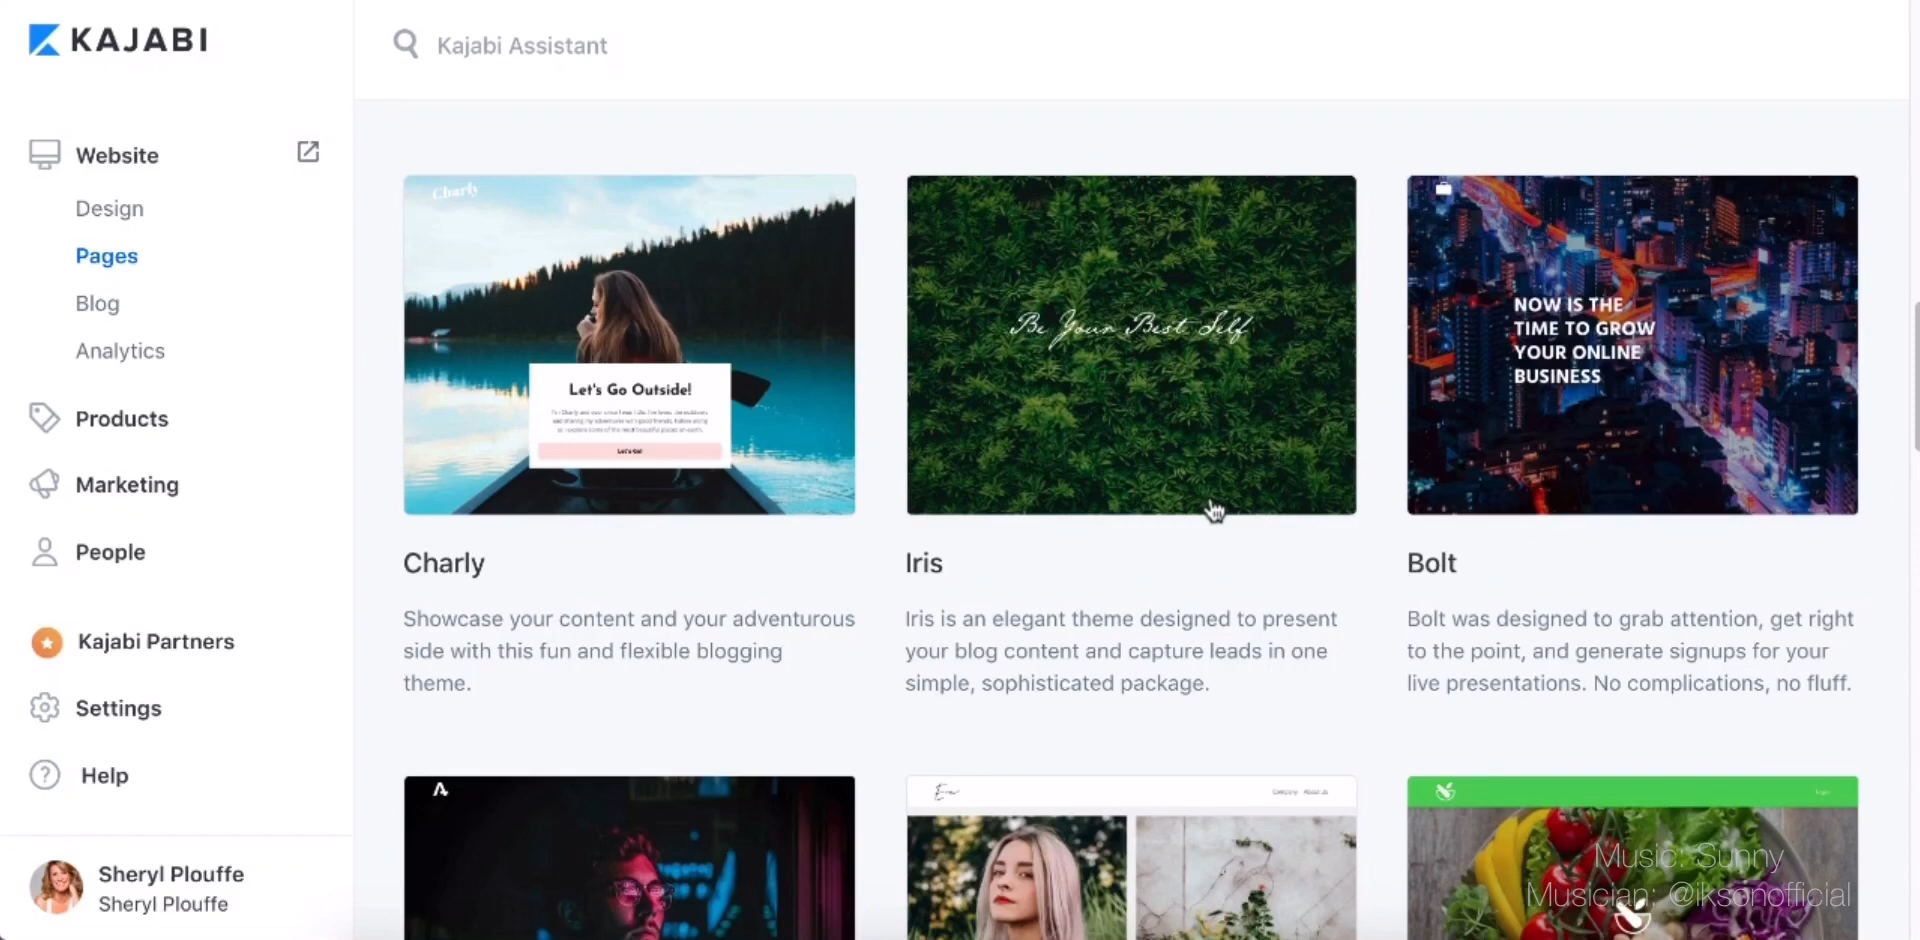 KAJABI
Kajabi Assistant
Website
Design
Pages
Blog
Analytics
Products
Marketing
People
Kajabi Partners
Settings
Help
Sheryl Plouffe
Sheryl Plouffe
Charly
Let's Go Outside!
Let's Go!
Charly
Showcase your content and your adventurous
side with this fun and flexible blogging
theme.
Be Your Best Self
Iris
Iris is an elegant theme designed to present
your blog content and capture leads in one
simple, sophisticated package.
NOW IS THE
TIME TO GROW
YOUR ONLINE
BUSINESS
Bolt
Bolt was designed to grab attention, get right
to the point, and generate signups for your
live presentations. No complications, no fluff.
Company About Us
Music: Sunny
Musician: @iksonofficial